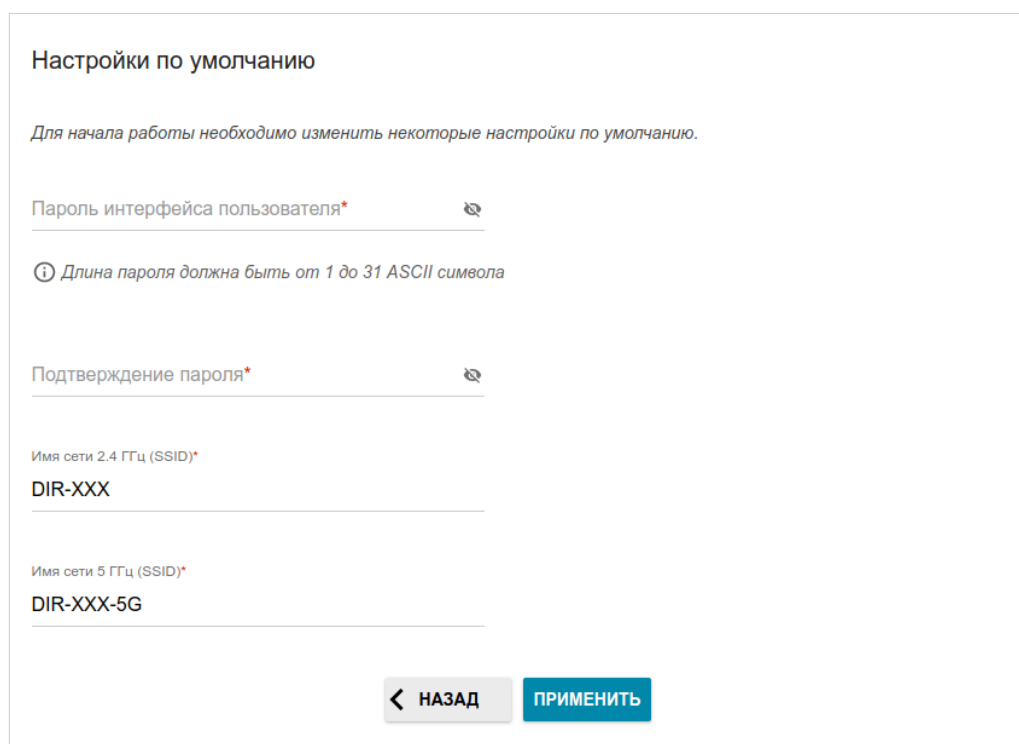 Настройки по умолчанию
Для начала работы необходимо изменить некоторые настройки по умолчанию.
Пароль интерфейса пользователя*
Длина пароля должна быть от 1 до 31 ASCII символа
Подтверждение пароля*
Имя сети 2.4 ГГц (SSID)*
DIR-XXX
Имя сети 5 ГГц (SSID)*
DIR-XXX-5G
НАЗАД
ПРИМЕНИТЬ